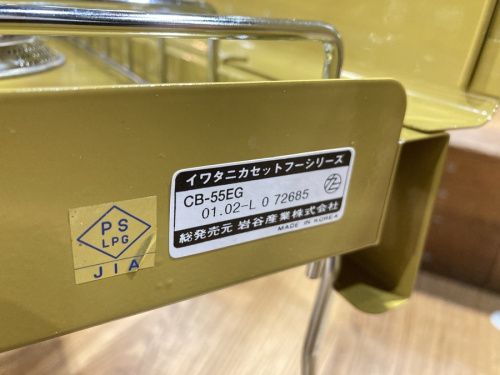 イワタニカセットフーシリーズ
CB-55EG
01.02-L 0 72685
総発売元 岩谷産業株式会社
MADE IN KOREA
PS
LPG
JIA